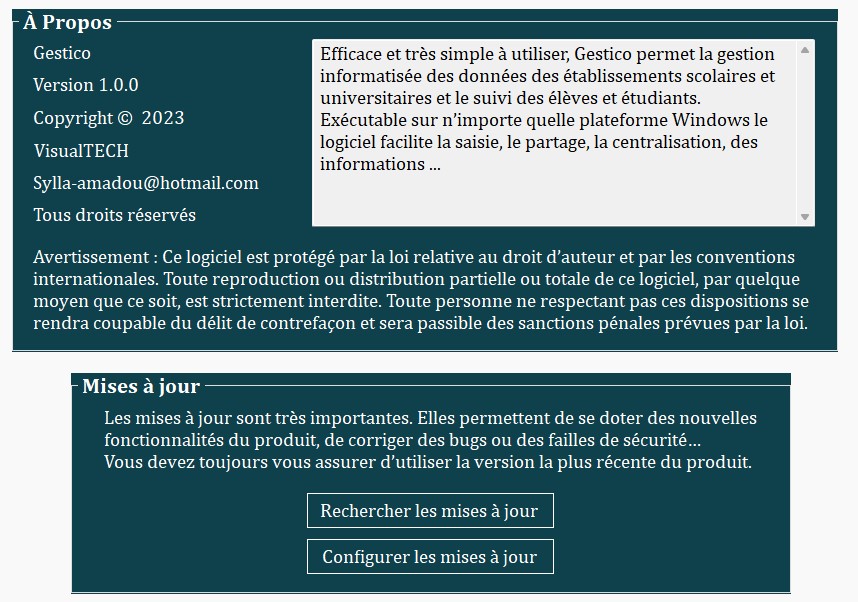 À Propos
Gestico
Version 1.0.0
Copyright © 2023
VisualTECH
Sylla-amadou@hotmail.com
Tous droits réservés
Efficace et très simple à utiliser, Gestico permet la gestion
informatisée des données des établissements scolaires et
universitaires et le suivi des élèves et étudiants.
Exécutable sur n’importe quelle plateforme Windows le
logiciel facilite la saisie, le partage, la centralisation, des
informations ...
Avertissement : Ce logiciel est protégé par la loi relative au droit d’auteur et par les conventions
internationales. Toute reproduction ou distribution partielle ou totale de ce logiciel, par quelque
moyen que ce soit, est strictement interdite. Toute personne ne respectant pas ces dispositions se
rendra coupable du délit de contrefaçon et sera passible des sanctions pénales prévues par la loi.
Mises à jour
Les mises à jour sont très importantes. Elles permettent de se doter des nouvelles
fonctionnalités du produit, de corriger des bugs ou des failles de sécurité…
Vous devez toujours vous assurer d’utiliser la version la plus récente du produit.
Rechercher les mises à jour
Configurer les mises à jour